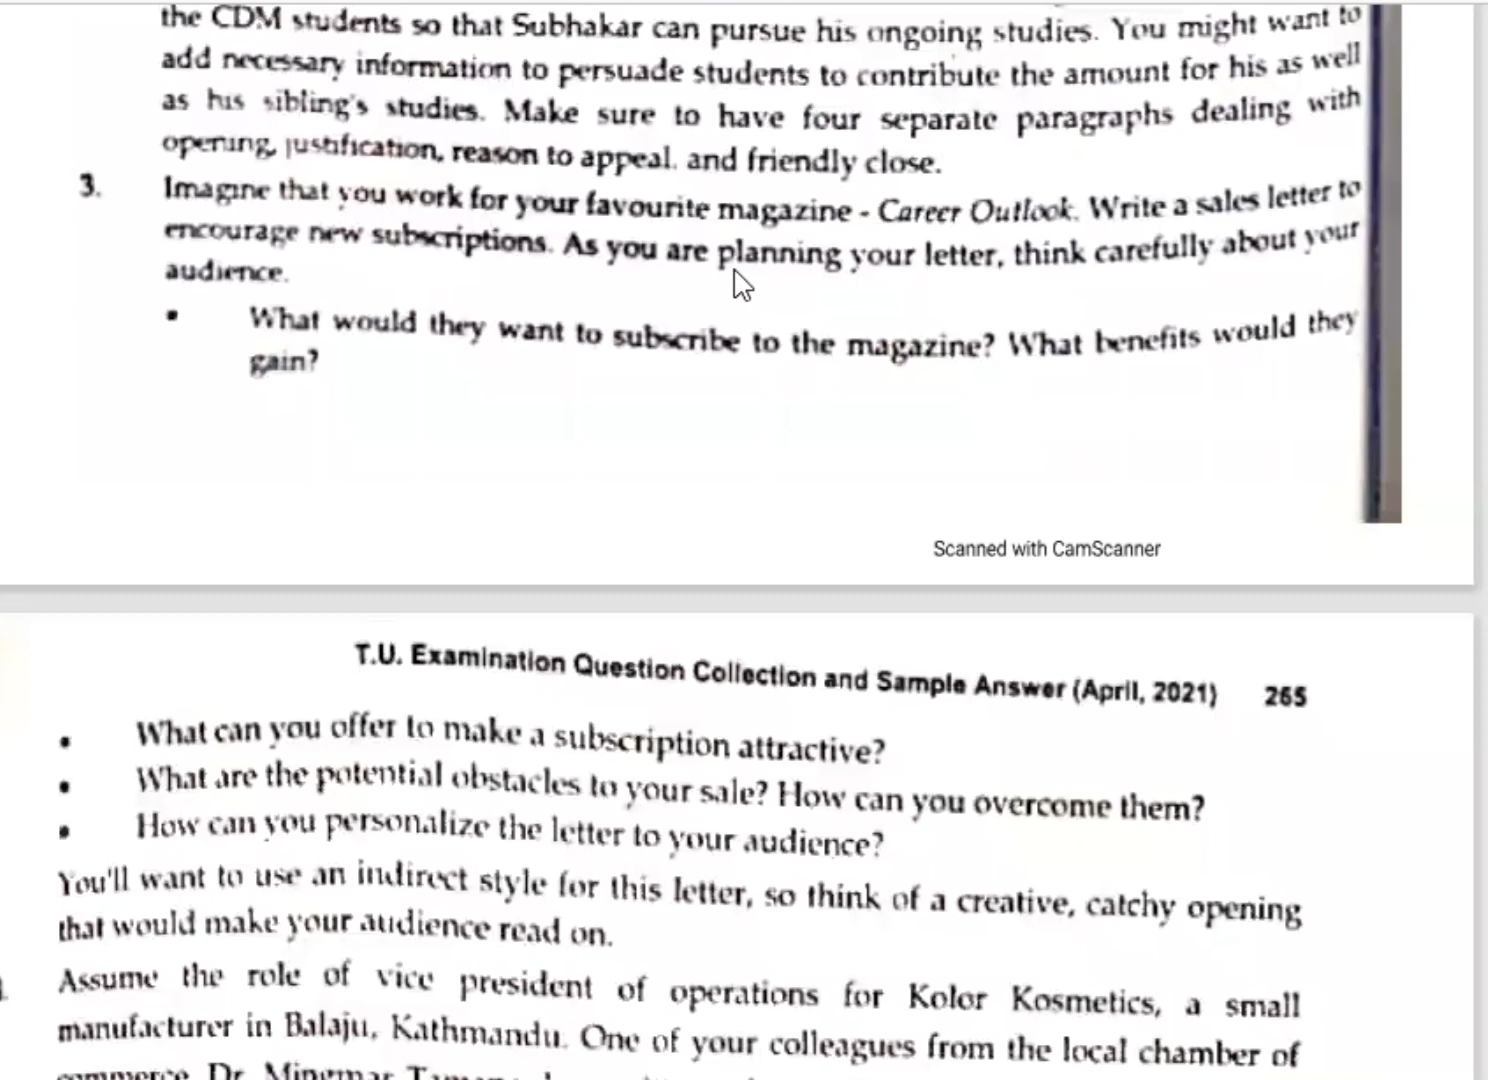 the CDM students so that Subhakar can pursue his ongoing studies. You might want to
add necessary information to persuade students to contribute the amount for his as well
as his sibling's studies. Make sure to have four separate paragraphs dealing with
opening, justification, reason to appeal. and friendly close.
3. Imagine that you work for your favourite magazine - Career Outlook. Write a sales letter to
encourage new subscriptions. As you are planning your letter, think carefully about your
audience.
• What would they want to subscribe to the magazine? What benefits would they
gain?
Scanned with CamScanner
T.U. Examination Question Collection and Sample Answer (April, 2021) 265
• What can you offer to make a subscription attractive?
• What are the potential obstacles to your sale? How can you overcome them?
• How can you personalize the letter to your audience?
You'll want to use an indirect style for this letter, so think of a creative, catchy opening
that would make your audience read on.
Assume the role of vice president of operations for Kolor Kosmetics, a small
manufacturer in Balaju, Kathmandu. One of your colleagues from the local chamber of
commerce, Dr. Mingmar